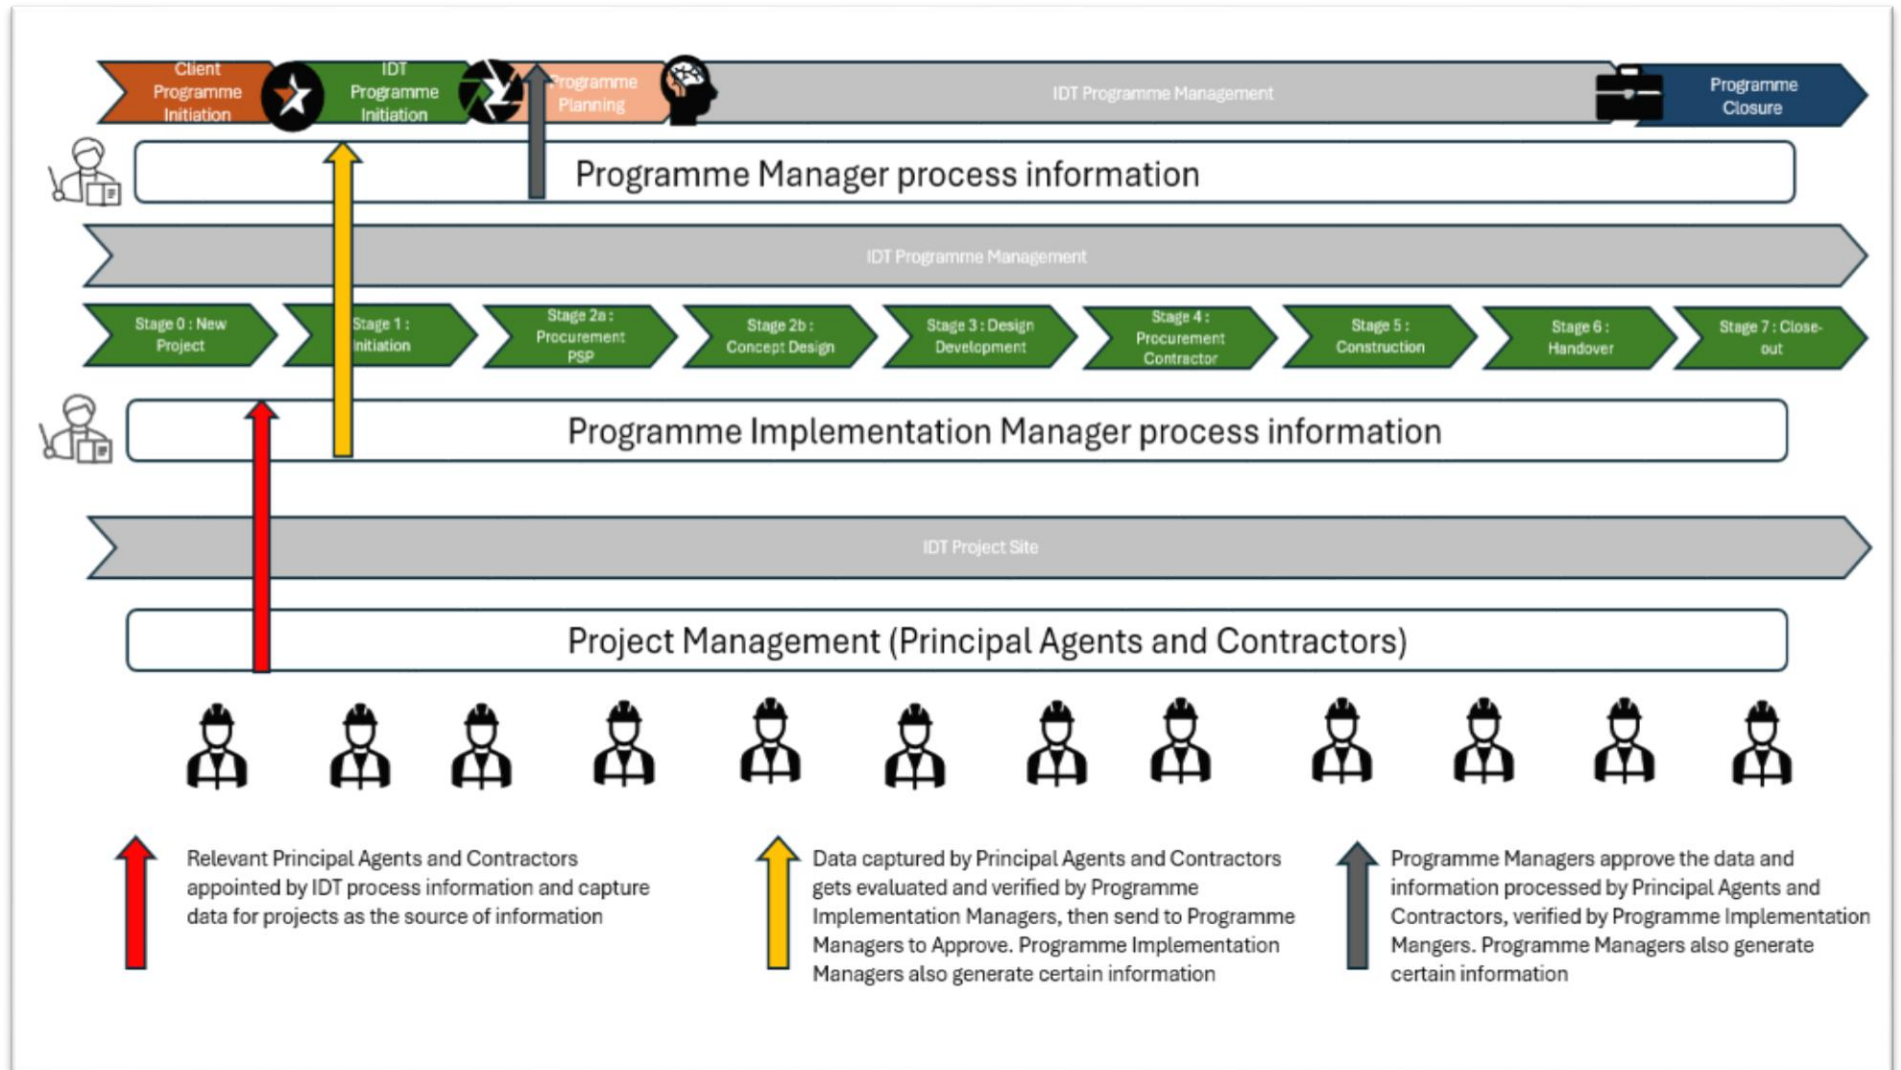 Client
Programme
Initiation
IDT
Programme
Initiation
Programme
Planning
IDT Programme Management
Programme
Closure
Programme Manager process information
IDT Programme Management
Stage 0 : New
Project
Stage 1 :
Initiation
Stage 2a :
Procurement
PSP
Stage 2b :
Concept Design
Stage 3 : Design
Development
Stage 4 :
Procurement
Contractor
Stage 5 :
Construction
Stage 6 :
Handover
Stage 7 : Close-
out
Programme Implementation Manager process information
IDT Project Site
Project Management (Principal Agents and Contractors)
Relevant Principal Agents and Contractors
appointed by IDT process information and capture
data for projects as the source of information
Data captured by Principal Agents and Contractors
gets evaluated and verified by Programme
Implementation Managers, then send to Programme
Managers to Approve. Programme Implementation
Managers also generate certain information
Programme Managers approve the data and
information processed by Principal Agents and
Contractors, verified by Programme Implementation
Mangers. Programme Managers also generate
certain information